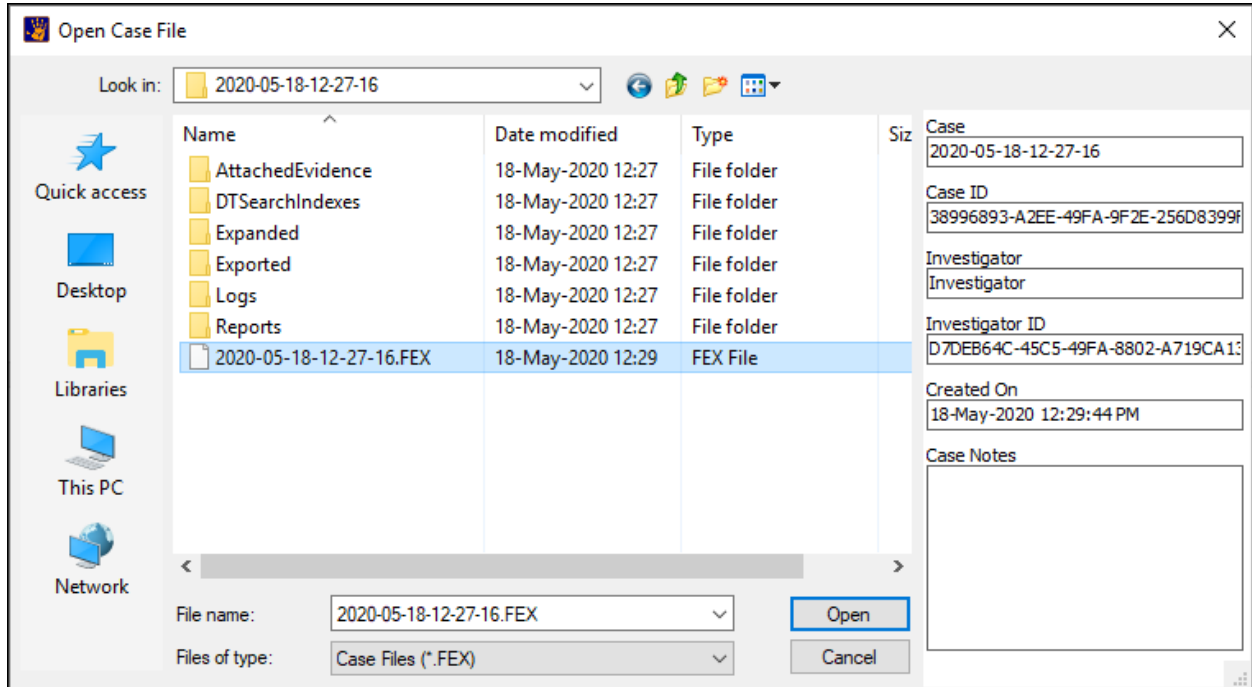 Open Case File
Look in: 2020-05-18-12-27-16
Quick access
Desktop
Libraries
This PC
Network
Name Date modified Type Siz
AttachedEvidence 18-May-2020 12:27 File folder
DTSearchIndexes 18-May-2020 12:27 File folder
Expanded 18-May-2020 12:27 File folder
Exported 18-May-2020 12:27 File folder
Logs 18-May-2020 12:27 File folder
Reports 18-May-2020 12:27 File folder
2020-05-18-12-27-16.FEX 18-May-2020 12:29 FEX File
File name: 2020-05-18-12-27-16.FEX Open
Files of type: Case Files (*.FEX) Cancel
Case
2020-05-18-12-27-16
Case ID
38996893-A2EE-49FA-9F2E-256D8399F
Investigator
Investigator
Investigator ID
D7DEB64C-45C5-49FA-8802-A719CA13
Created On
18-May-2020 12:29:44 PM
Case Notes